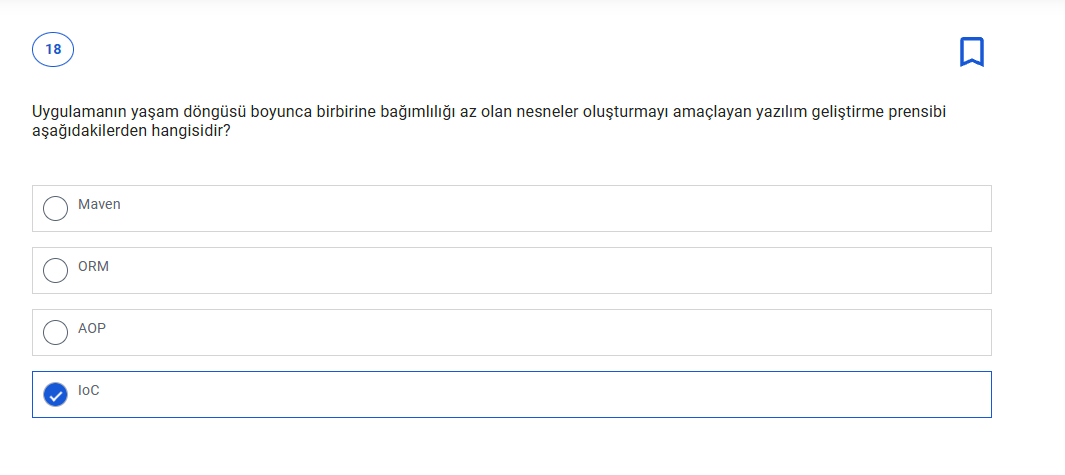 18
Uygulamanın yaşam döngüsü boyunca birbirine bağımlılığı az olan nesneler oluşturmayı amaçlayan yazılım geliştirme prensibi
aşağıdakilerden hangisidir?
Maven
ORM
AOP
IoC